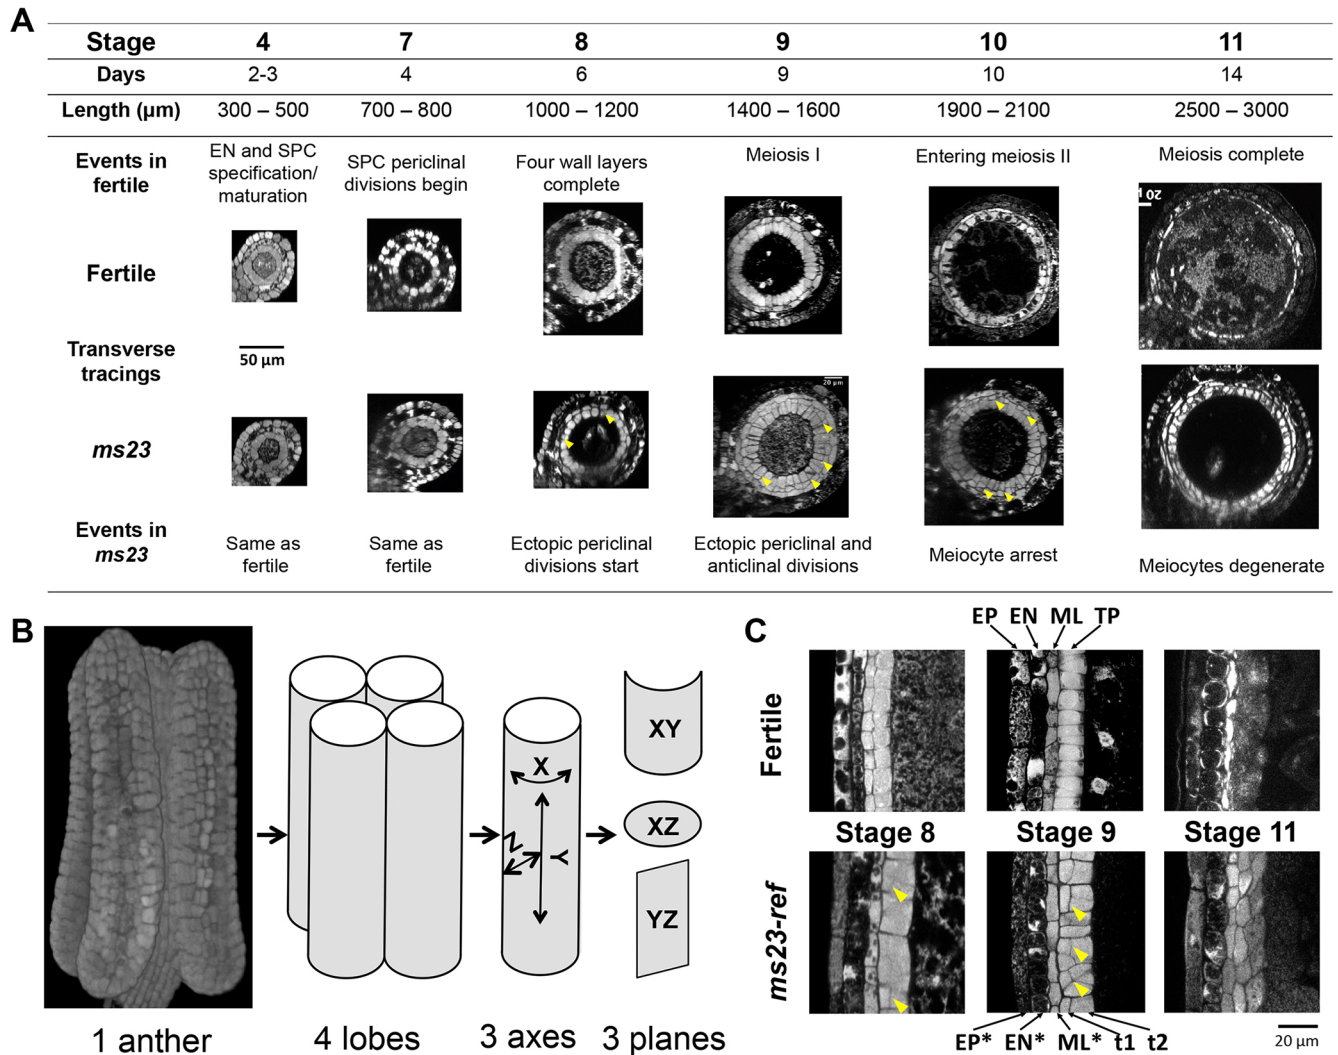 A
Stage 4 7 8 9 10 11
Days 2-3 4 6 9 10 14
Length (µm) 300 – 500 700 – 800 1000 – 1200 1400 – 1600 1900 – 2100 2500 – 3000
Events in
fertile
EN and SPC
specification/
maturation
SPC periclinal
divisions begin
Four wall layers
complete
Meiosis I
Entering meiosis II
Meiosis complete
Fertile
20 µ
Transverse
tracings
50 µm
ms23
20 µm
Events in
ms23
Same as
fertile
Same as
fertile
Ectopic periclinal
divisions start
Ectopic periclinal and
anticlinal divisions
Meiocyte arrest
Meiocytes degenerate
B
X
Y
Z
XY
XZ
YZ
1 anther
4 lobes
3 axes
3 planes
C
EP EN ML TP
Fertile
Stage 8 Stage 9 Stage 11
ms23-ref
EP* EN* ML* t1 t2
20 µm